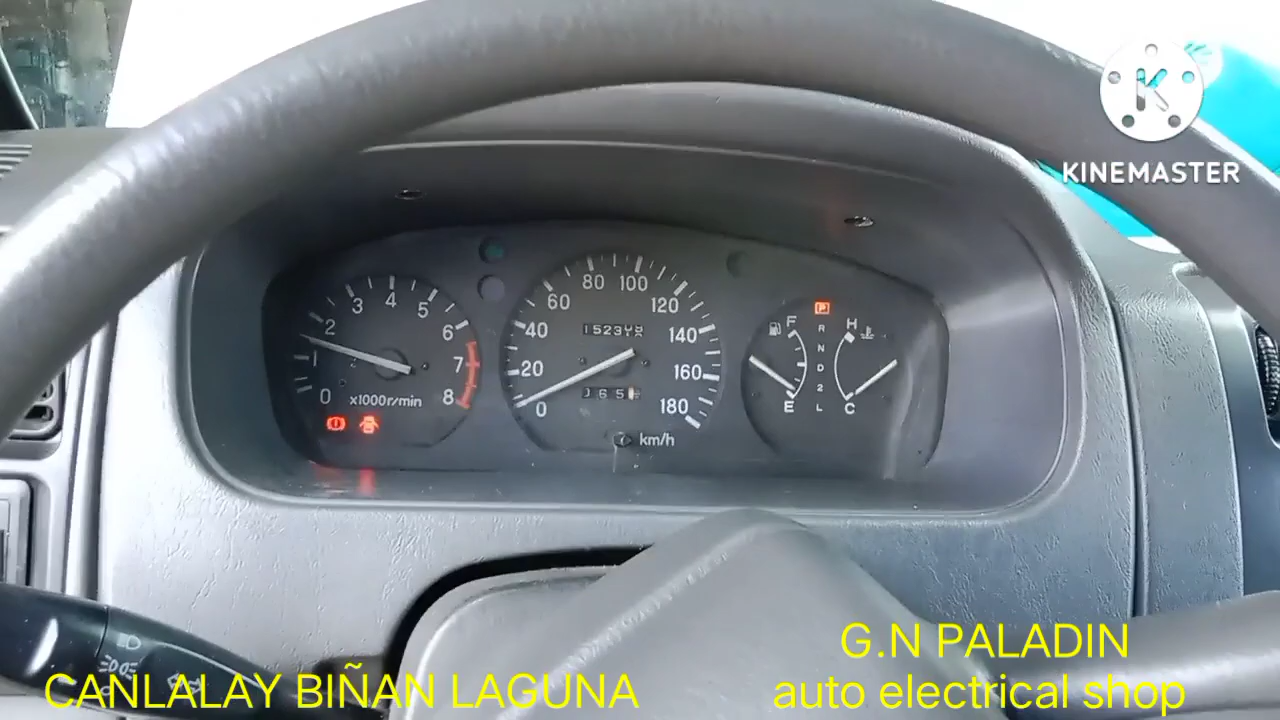 KINEMASTER
0
1
2
3
4
5
6
7
8
x1000r/min
0
20
40
60
80
100
120
140
160
180
km/h
F
E
P
R
N
D
2
L
H
C
G.N PALADIN
CANLALAY BIÑAN LAGUNA
auto electrical shop